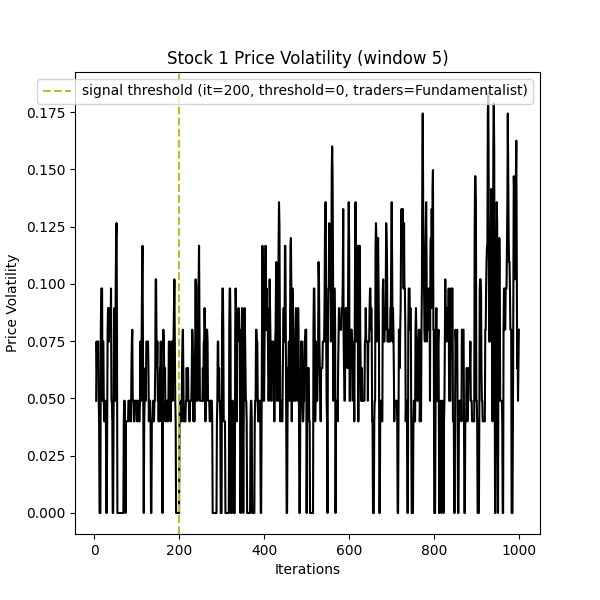 Stock 1 Price Volatility (window 5)
signal threshold (it=200, threshold=0, traders=Fundamentalist)
0.175
0.150
0.125
0.100
0.075
0.050
0.025
0.000
Price Volatility
0 200 400 600 800 1000
Iterations